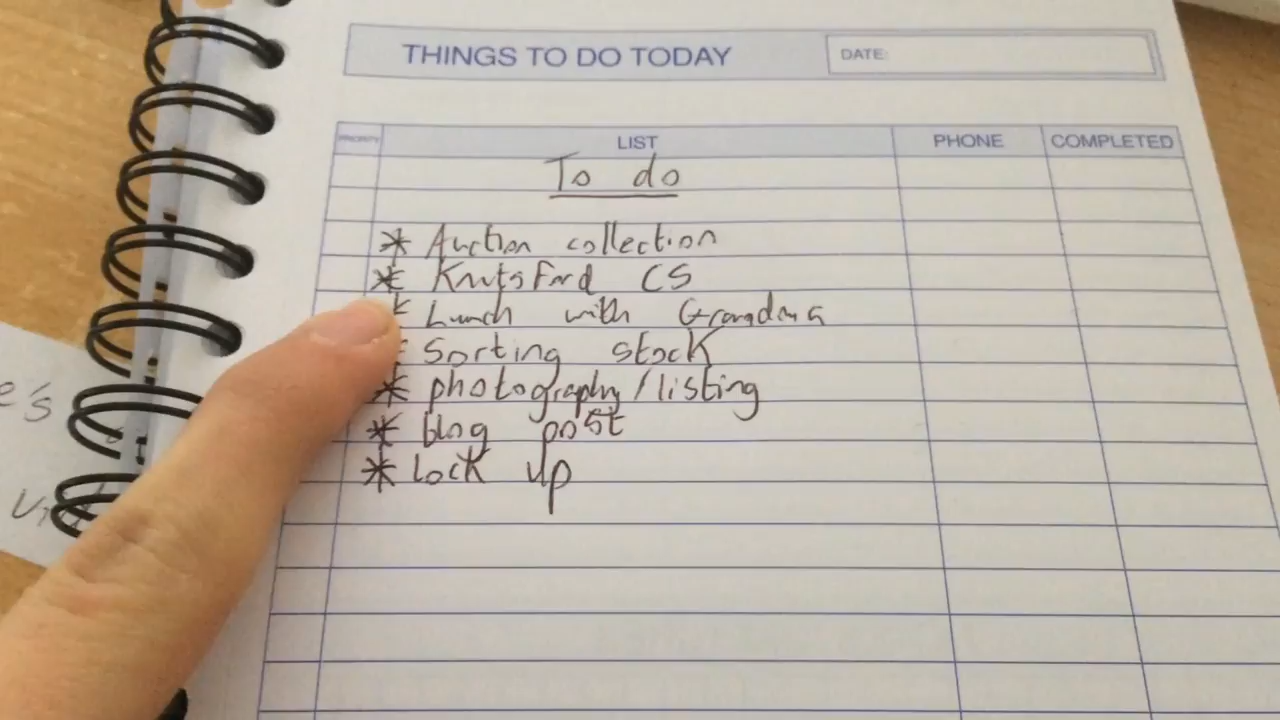 THINGS TO DO TODAY DATE:
PRIORITY LIST PHONE COMPLETED
To do
* Auction collection
* Knutsford CS
* Lunch with Grandma
* Sorting stock
* photography/listing
* blog post
* Lock up
e's